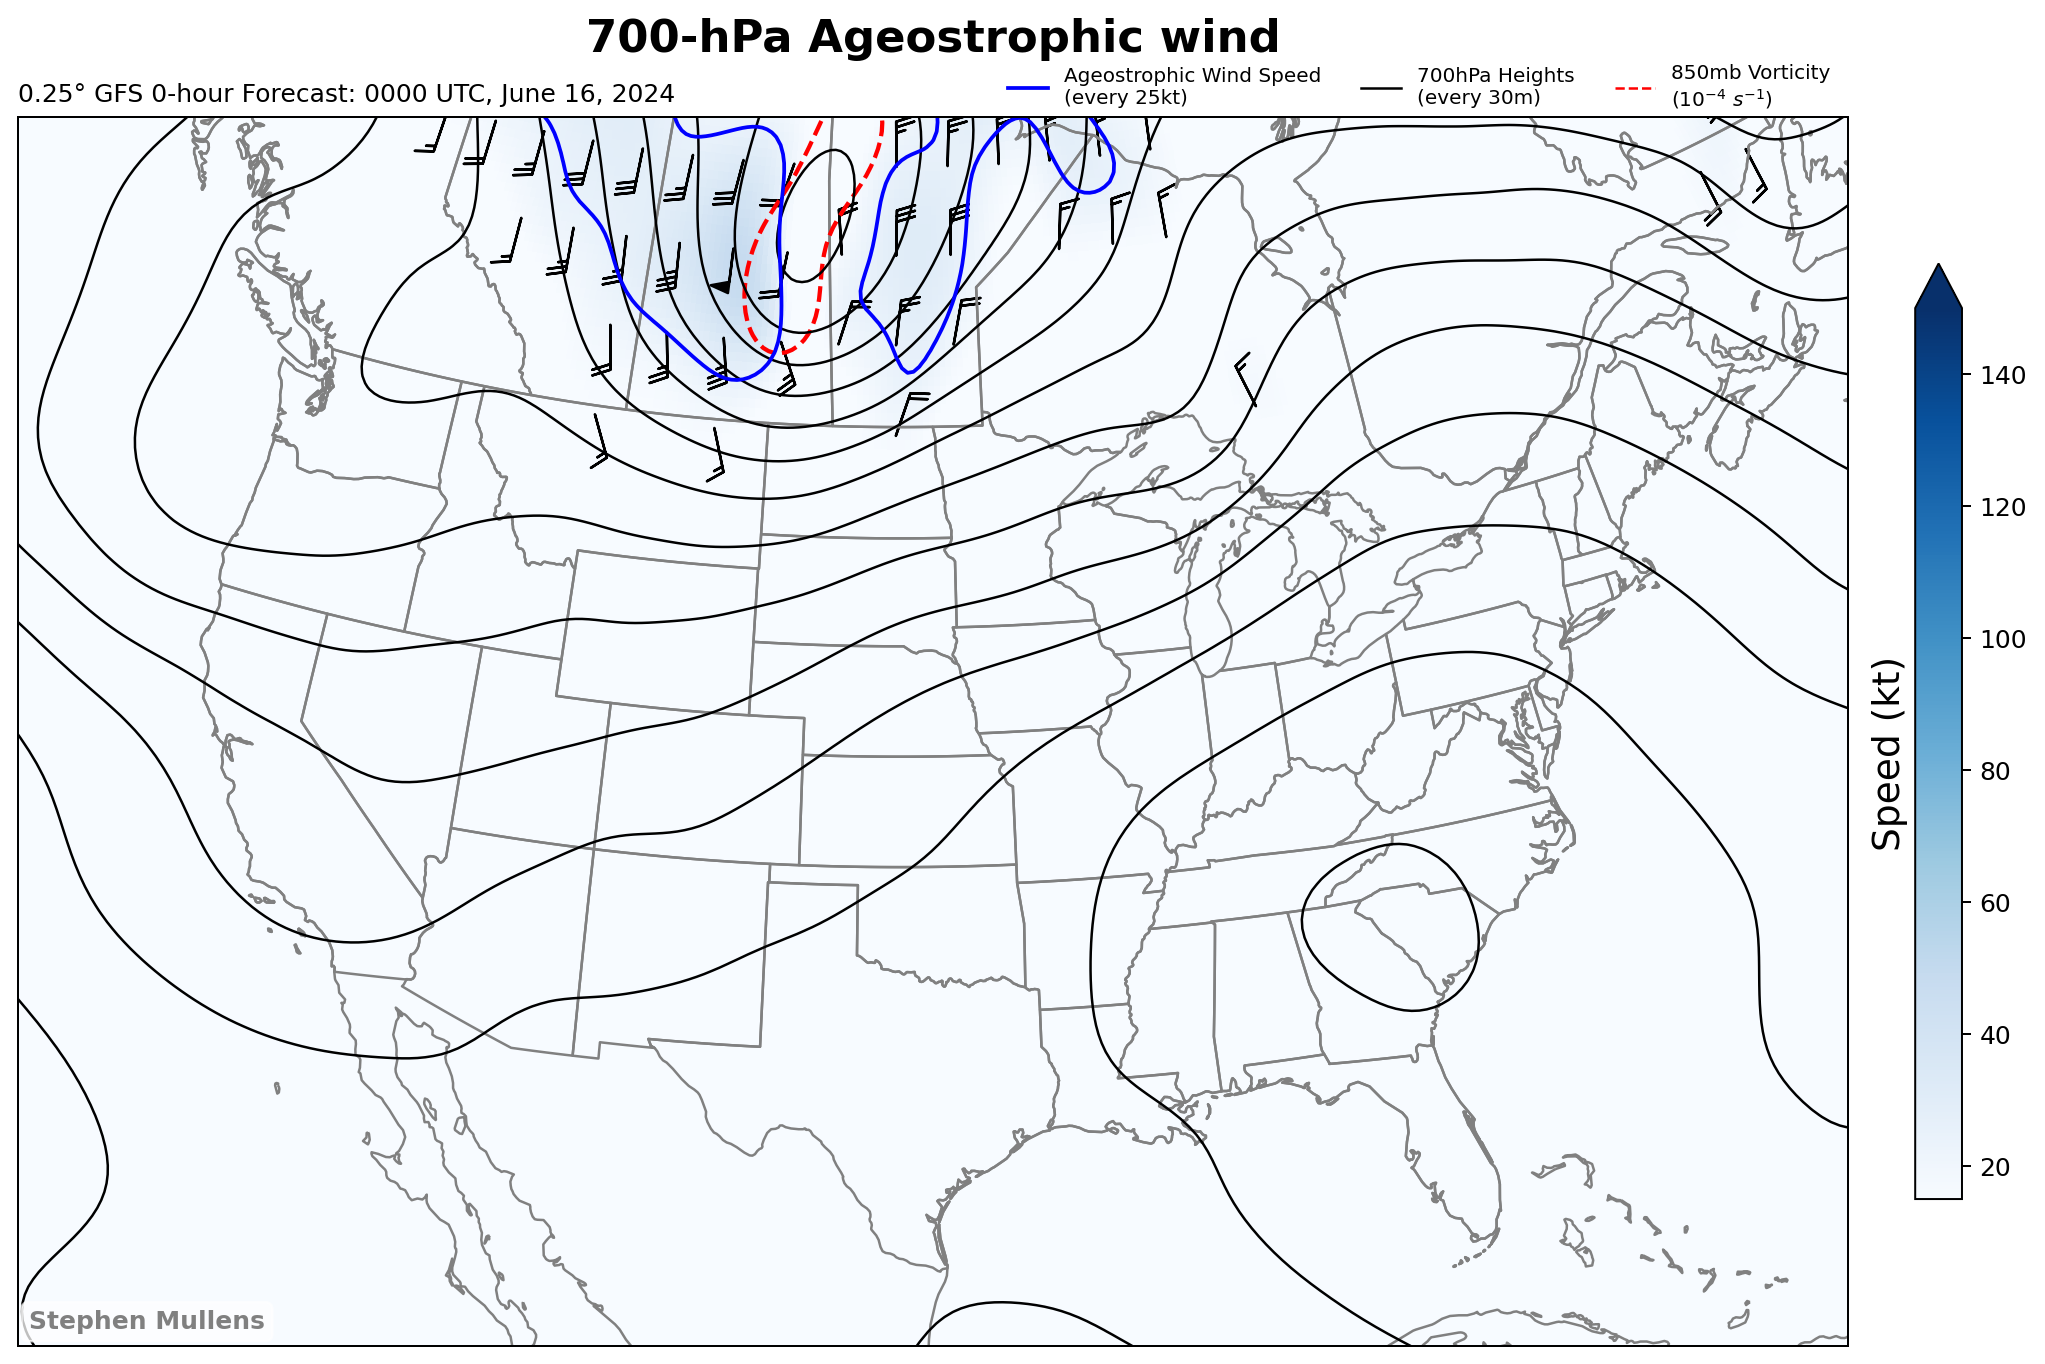 700-hPa Ageostrophic wind
0.25° GFS 0-hour Forecast: 0000 UTC, June 16, 2024
Ageostrophic Wind Speed
(every 25kt)
700hPa Heights
(every 30m)
850mb Vorticity
(10⁻⁴ s⁻¹)
140
120
100
80
60
40
20
Speed (kt)
Stephen Mullens